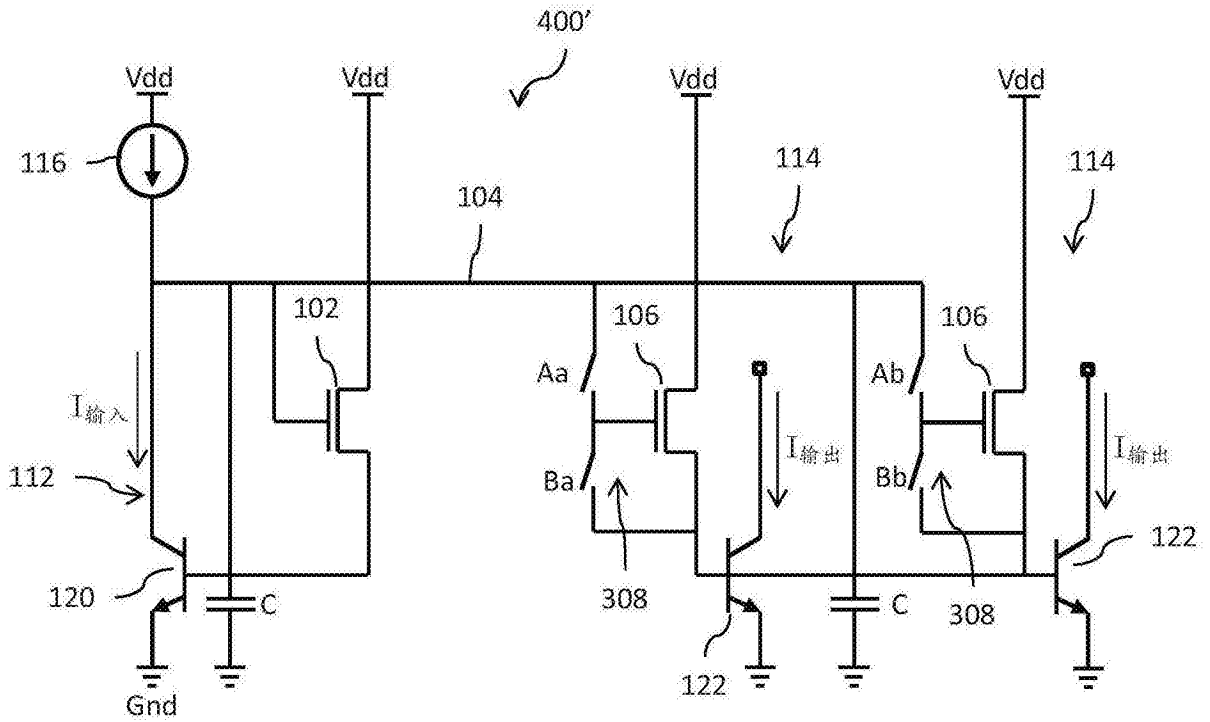 400’
Vdd
Vdd
Vdd
Vdd
116
114
114
104
102
106
106
Aa
Ab
I输入
I输出
I输出
Ba
Bb
112
122
120
C
308
C
308
122
Gnd